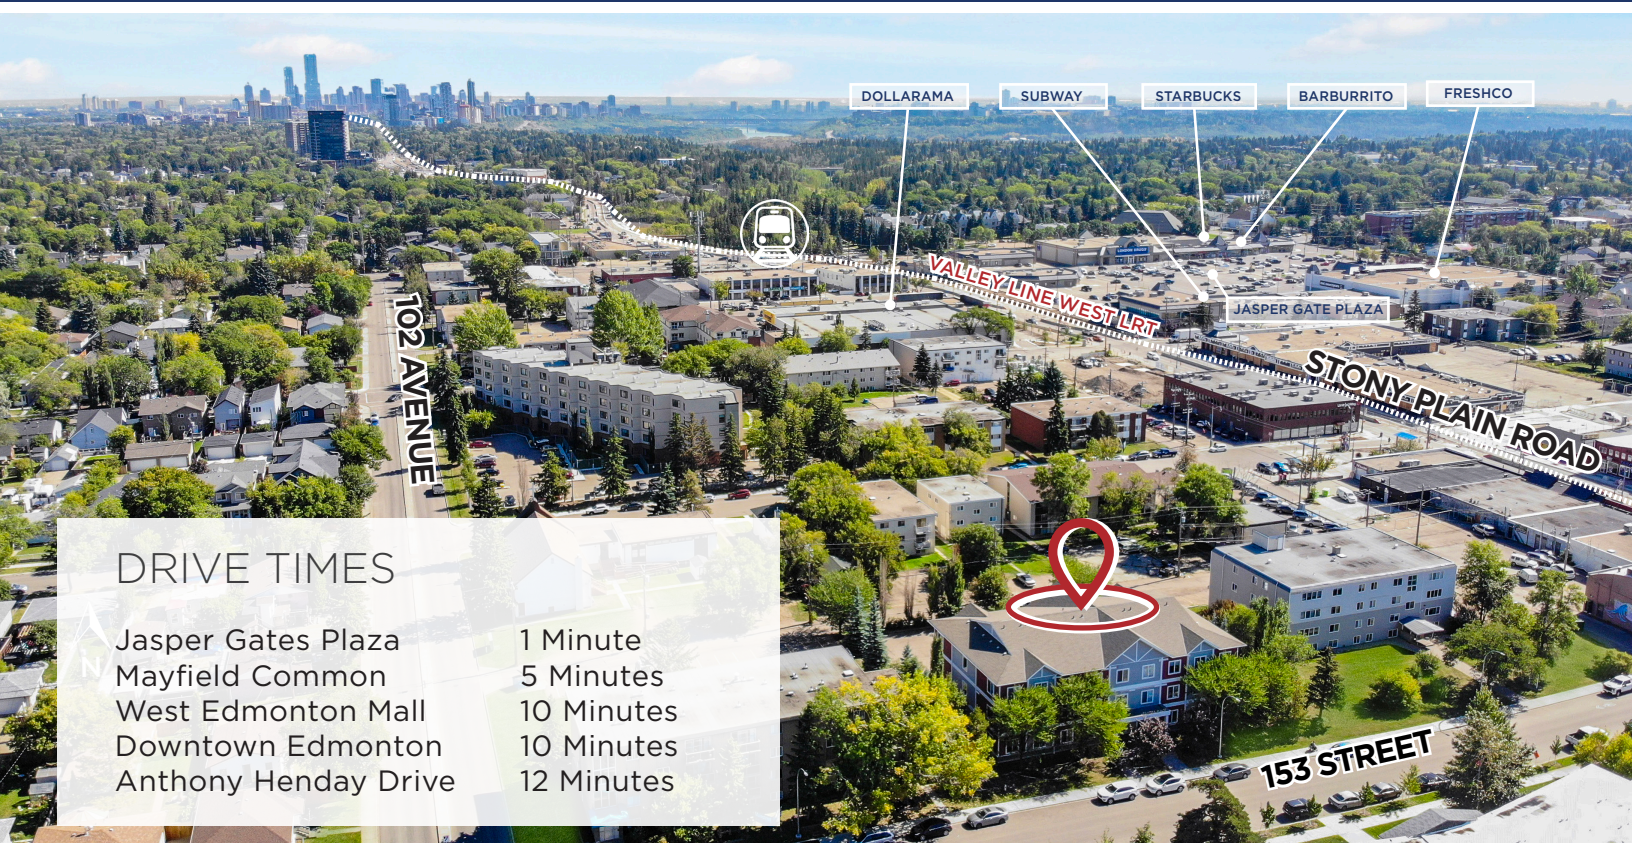 DOLLARAMA
SUBWAY
STARBUCKS
BARBURRITO
FRESHCO
VALLEY LINE WEST LRT
JASPER GATE PLAZA
STONY PLAIN ROAD
102 AVENUE
153 STREET
DRIVE TIMES
Jasper Gates Plaza 1 Minute
Mayfield Common 5 Minutes
West Edmonton Mall 10 Minutes
Downtown Edmonton 10 Minutes
Anthony Henday Drive 12 Minutes
N